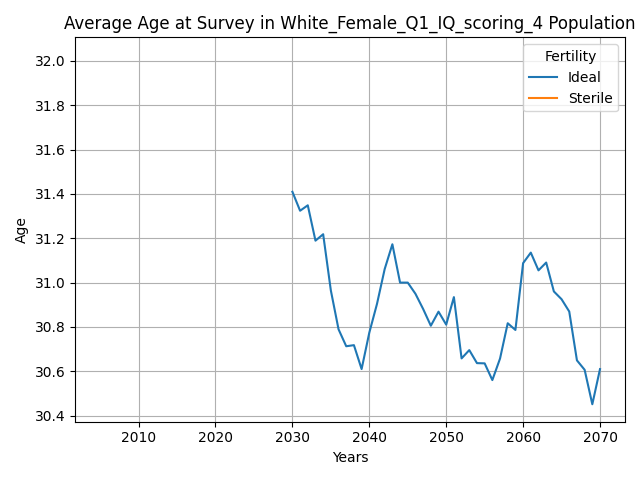 Average Age at Survey in White_Female_Q1_IQ_scoring_4 Population
Fertility
Ideal
Sterile
32.0
31.8
31.6
31.4
31.2
31.0
30.8
30.6
30.4
Age
2010 2020 2030 2040 2050 2060 2070
Years